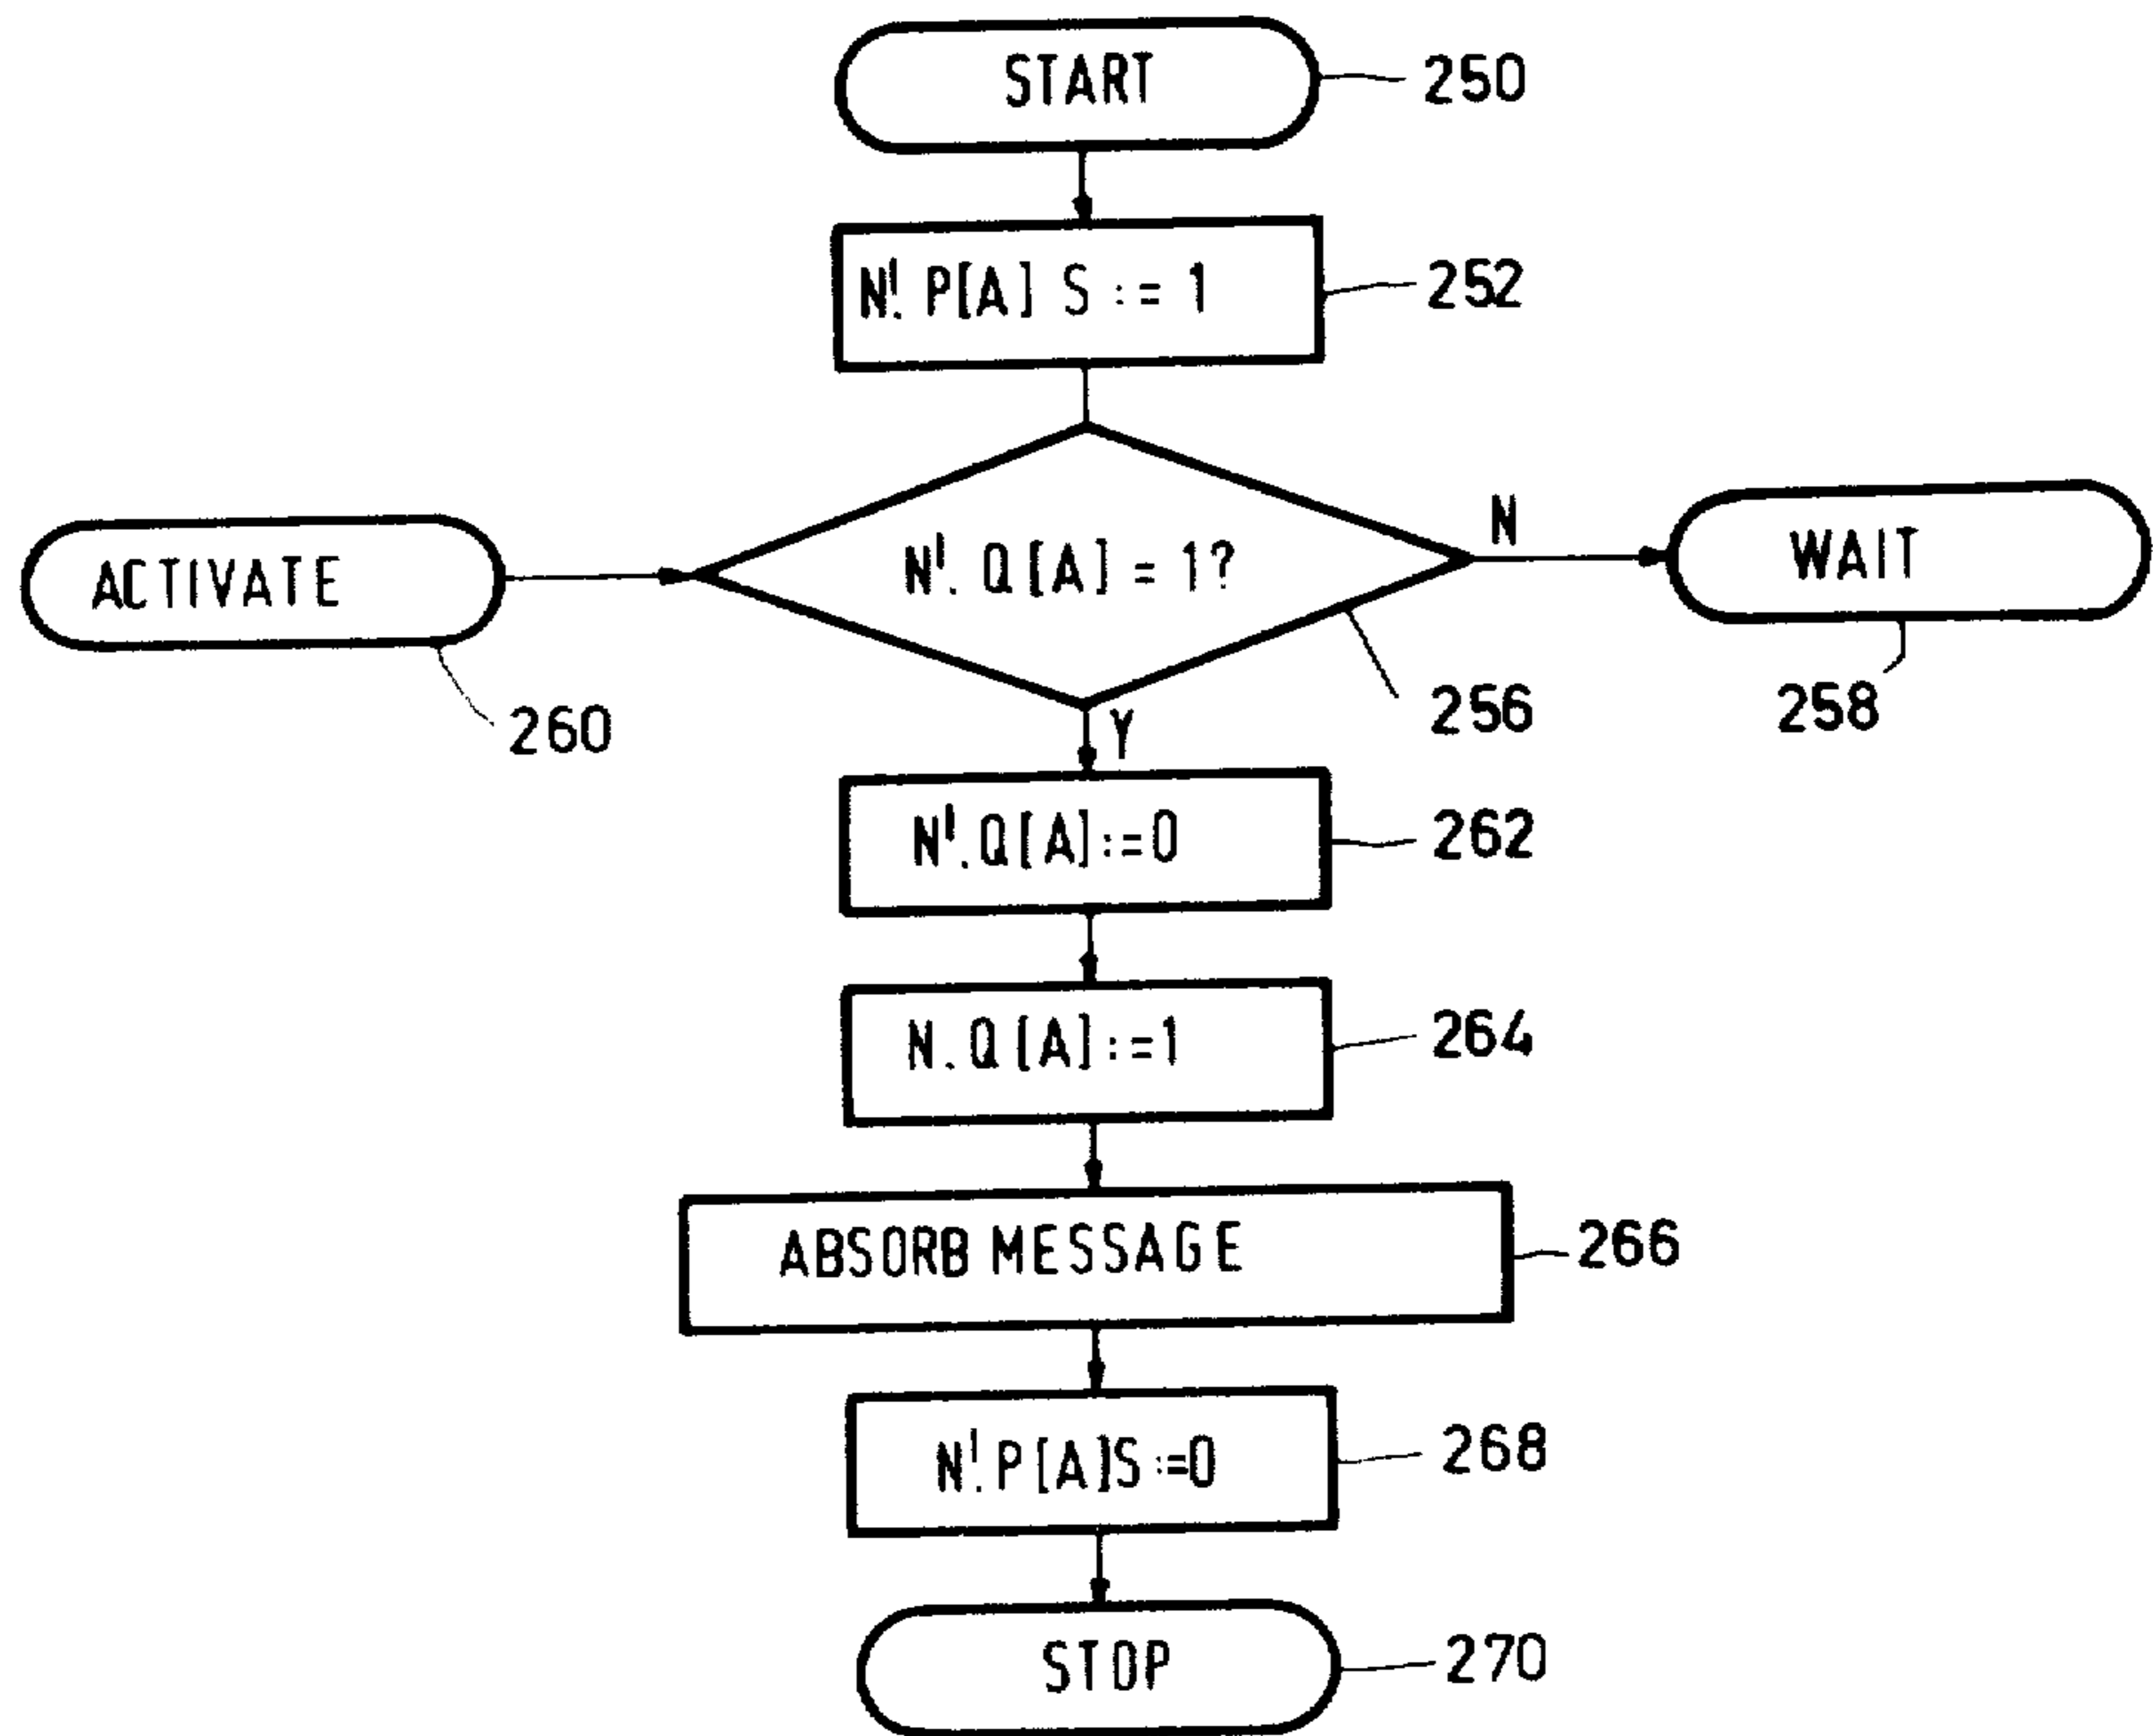 START 250
N'. P[A] S := 1 252
N
ACTIVATE
N'. Q[A] = 1?
WAIT
260
256
258
Y
N'.Q[A]:=0 262
N.Q[A]:=1 264
ABSORB MESSAGE 266
N'.P[A]S:=0 268
STOP 270